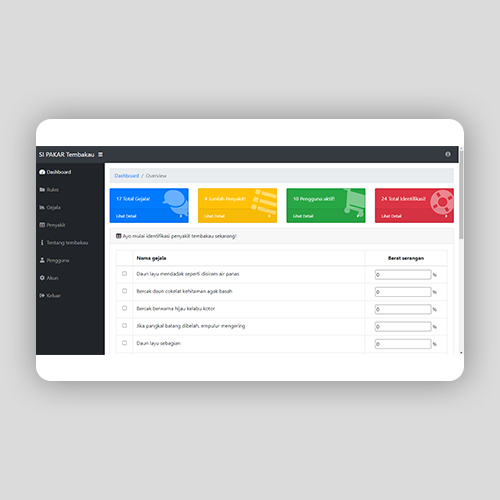 SI PAKAR Tembakau
Dashboard
Rules
Gejala
Penyakit
Tentang tembakau
Pengguna
Akun
Keluar
Dashboard / Overview
17 Total Gejala!
Lihat Detail
Jumlah Penyakit!
Lihat Detail
10 Pengguna aktif!
Lihat Detail
24 Total Identifikasi!
Lihat Detail
Ayo mulai identifikasi penyakit tembakau sekarang!
Nama gejala Berat serangan
Daun layu mendadak seperti disiram air panas 0 %
Bercak daun cokelat kehitaman agak basah 0 %
Bercak berwarna hijau kelabu kotor 0 %
Jika pangkal batang dibelah, empulur mengering 0 %
Daun layu sebagian 0 %